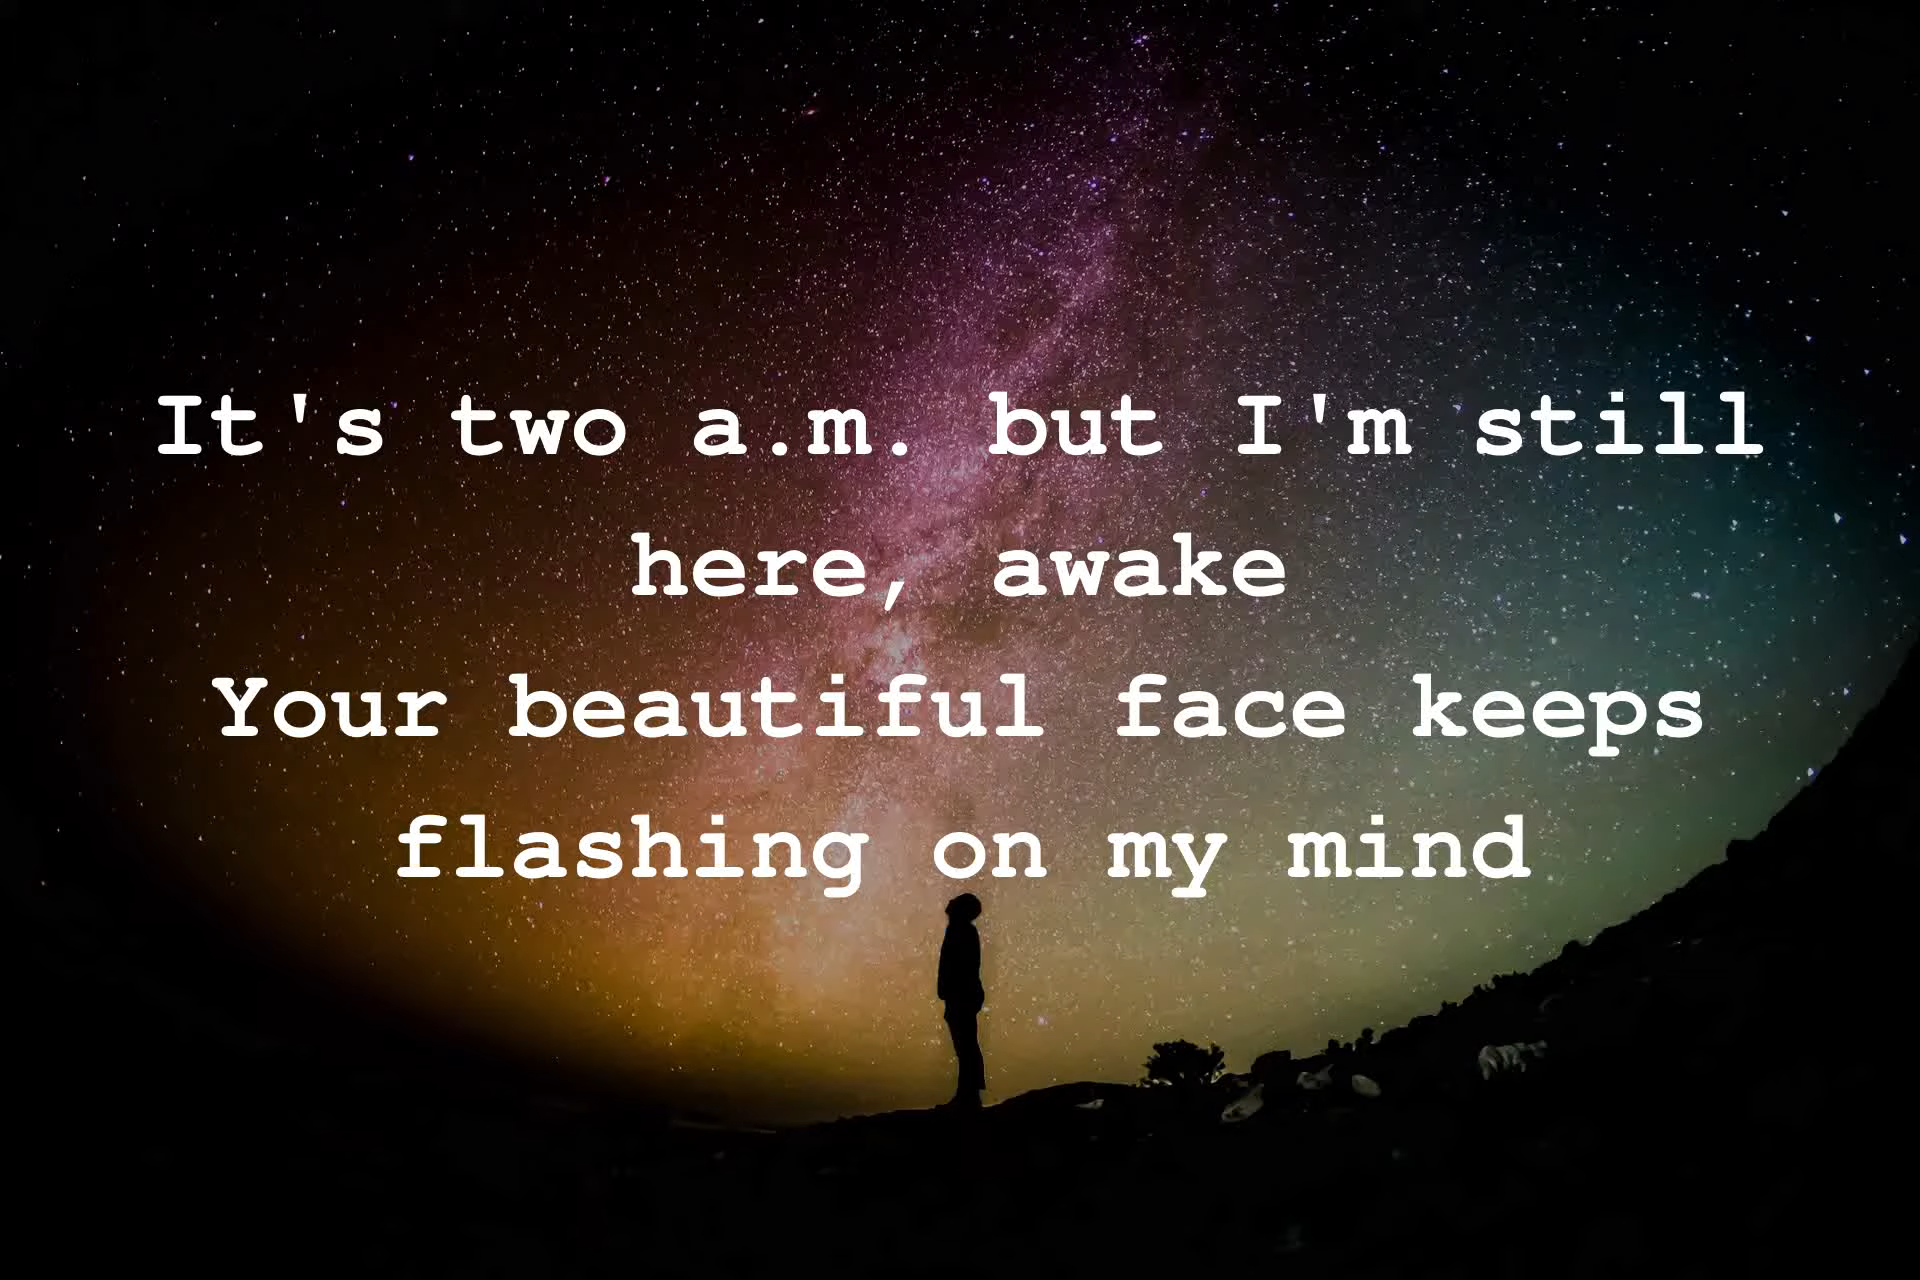 It's two a.m. but I'm still
here, awake
Your beautiful face keeps
flashing on my mind